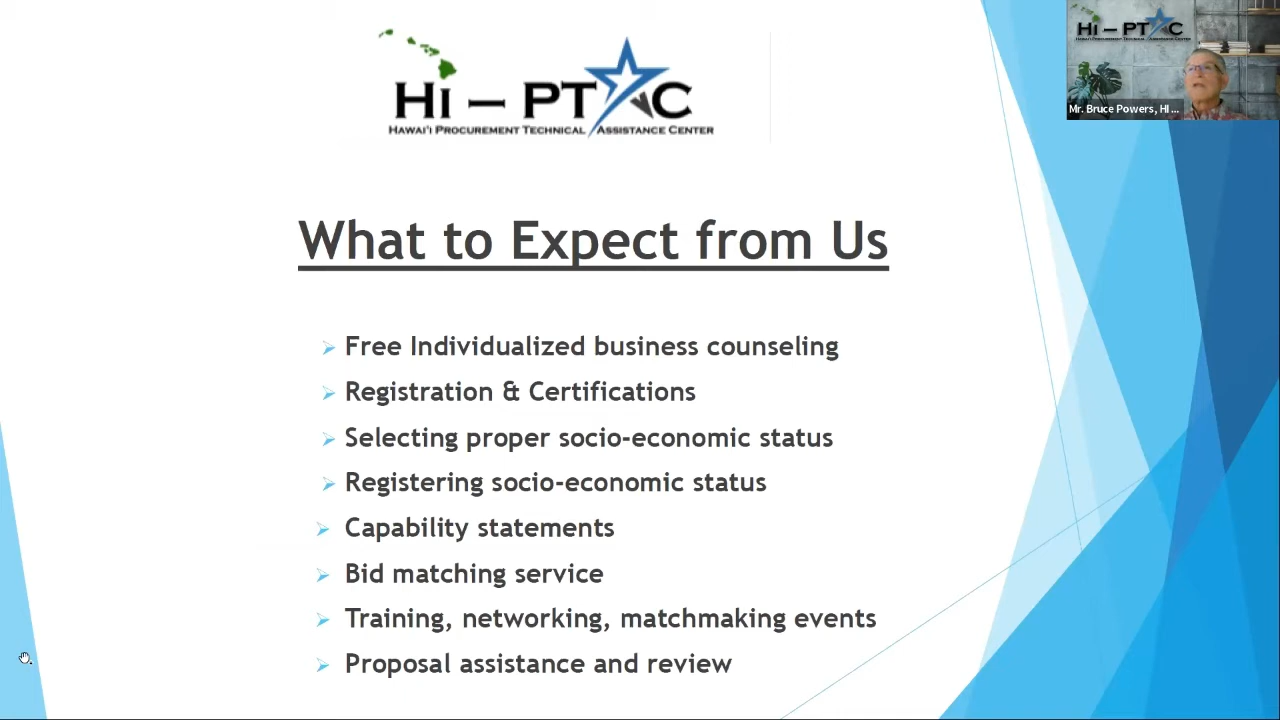 Hi – PTAC
HAWAI'I PROCUREMENT TECHNICAL ASSISTANCE CENTER
Hi – PTAC
HAWAI'I PROCUREMENT TECHNICAL ASSISTANCE CENTER
Mr. Bruce Powers, HI ...
What to Expect from Us
Free Individualized business counseling
Registration & Certifications
Selecting proper socio-economic status
Registering socio-economic status
Capability statements
Bid matching service
Training, networking, matchmaking events
Proposal assistance and review